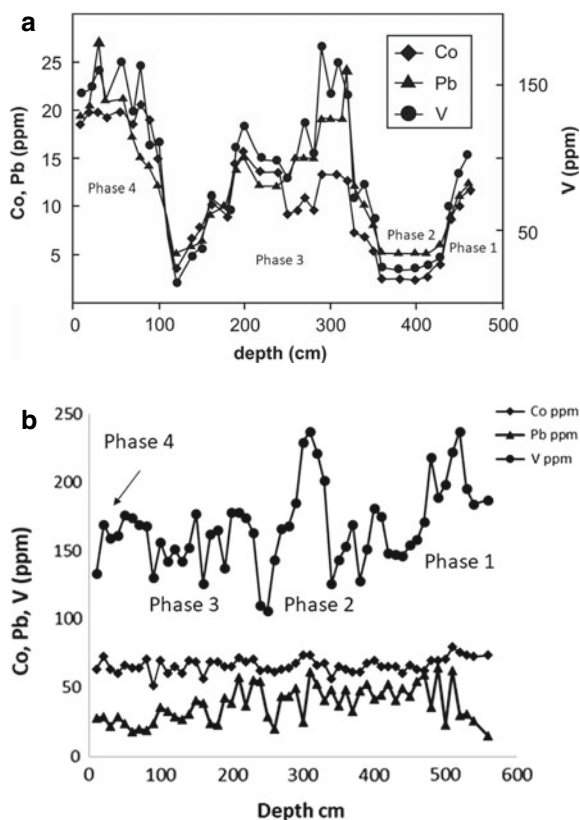 a
Co, Pb (ppm)
25
20
15
10
5
Co
Pb
V
V (ppm)
150
50
Phase 4
Phase 3
Phase 2
Phase 1
0 100 200 300 400 500
depth (cm)
b
Co, Pb, V (ppm)
250
200
150
100
50
0
Co ppm
Pb ppm
V ppm
Phase 4
Phase 3
Phase 2
Phase 1
0 100 200 300 400 500 600
Depth cm